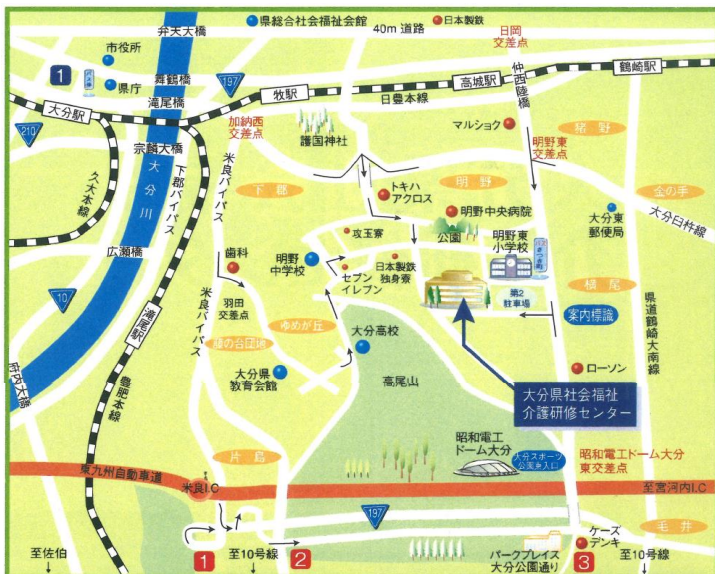 県総合社会福祉会館
日本製鉄
弁天大橋
40m 道路
日岡
交差点
市役所
1
バス停
県庁
舞鶴橋
197
牧駅
高城駅
仲西陸橋
鶴崎駅
大分駅
滝尾橋
日豊本線
210
宗麟大橋
加納西
交差点
護国神社
マルショク
猪野
明野東
交差点
久大本線
大分川
下郡バイパス
米良バイパス
下郡
明野
金の手
トキハ
アクロス
明野中央病院
大分臼杵線
大分東
郵便局
広瀬橋
攻玉寮
公園
明野東
小学校
歯科
明野
中学校
日本製鉄
独身寮
セブン
イレブン
横尾
10
羽田
交差点
第2
駐車場
案内標識
県道鶴崎大南線
滝尾駅
米良バイパス
ゆめが丘
大分高校
ローソン
府内大橋
豊肥本線
大分県
教育会館
高尾山
大分県社会福祉
介護研修センター
片島
昭和電工
ドーム大分
大分スポーツ
公園東入口
昭和電工ドーム大分
東交差点
東九州自動車道
米良I.C
至宮河内I.C
197
毛井
ケーズ
デンキ
至佐伯
1
至10号線
2
パークプレイス
大分公園通り
3
至10号線